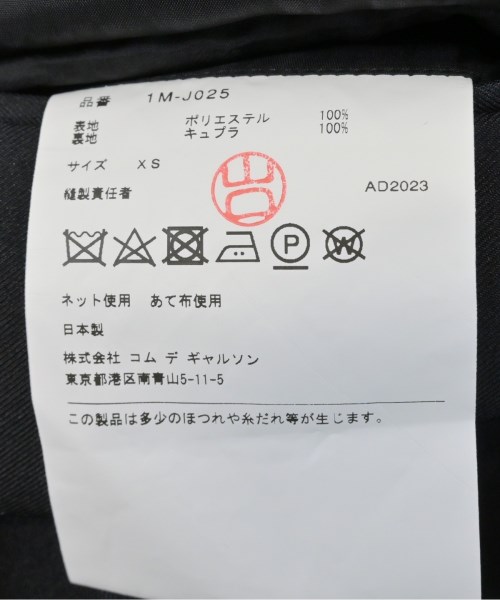 品番 1M-J025
表地 ポリエステル 100%
裏地 キュプラ 100%
サイズ XS
縫製責任者
AD2023
P
W
ネット使用 あて布使用
日本製
株式会社 コム デ ギャルソン
東京都港区南青山5-11-5
この製品は多少のほつれや糸だれ等が生じます。